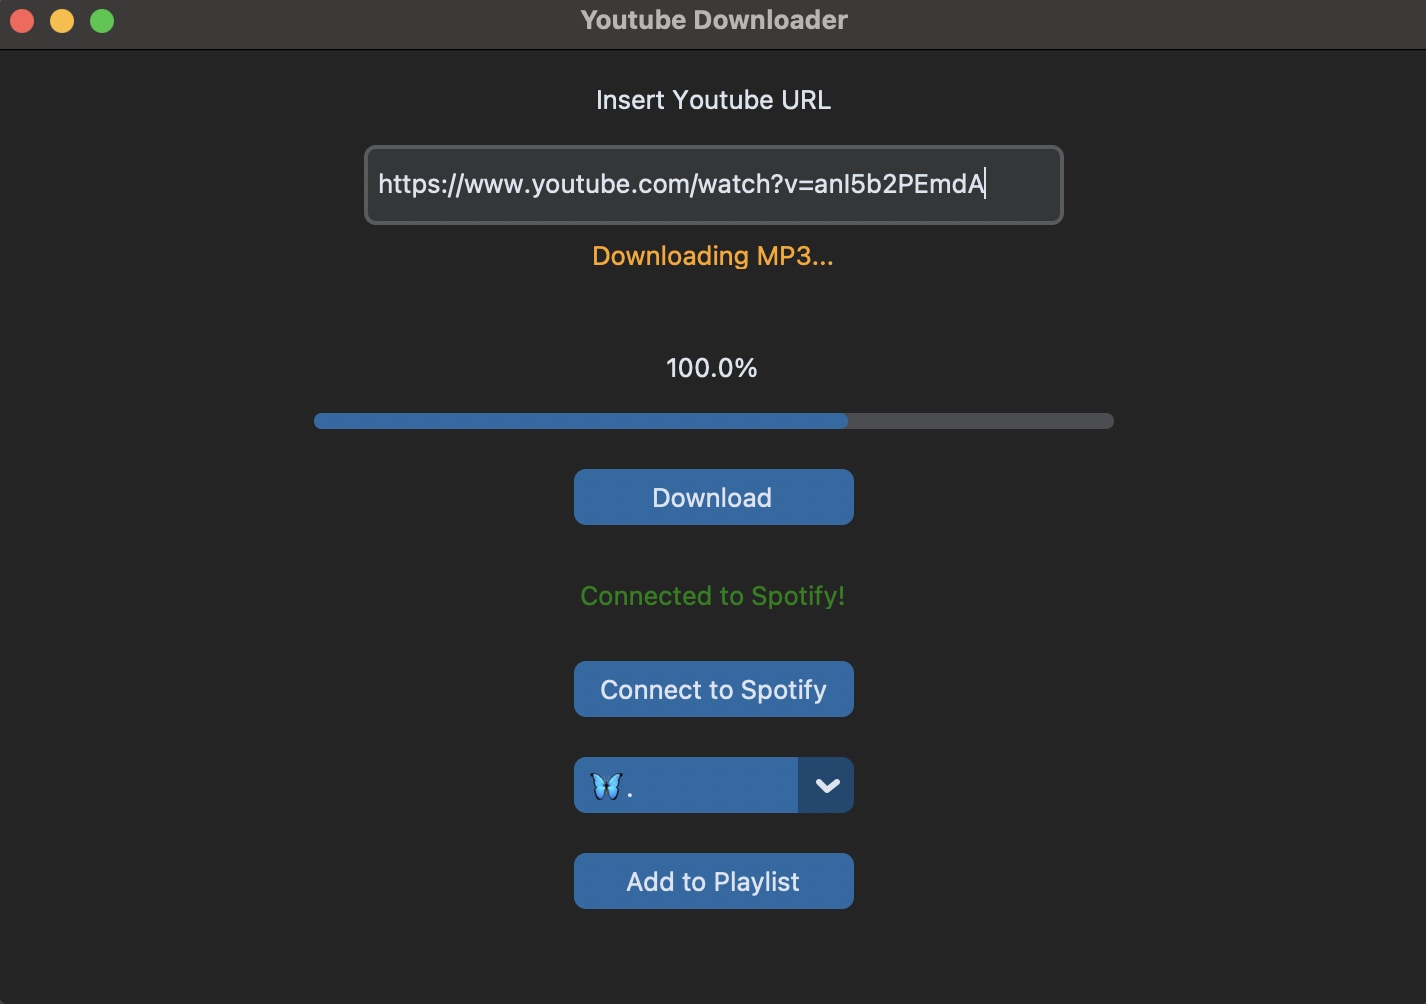 Youtube Downloader
Insert Youtube URL
https://www.youtube.com/watch?v=anI5b2PEmdA
Downloading MP3...
100.0%
Download
Connected to Spotify!
Connect to Spotify
🦋.
Add to Playlist